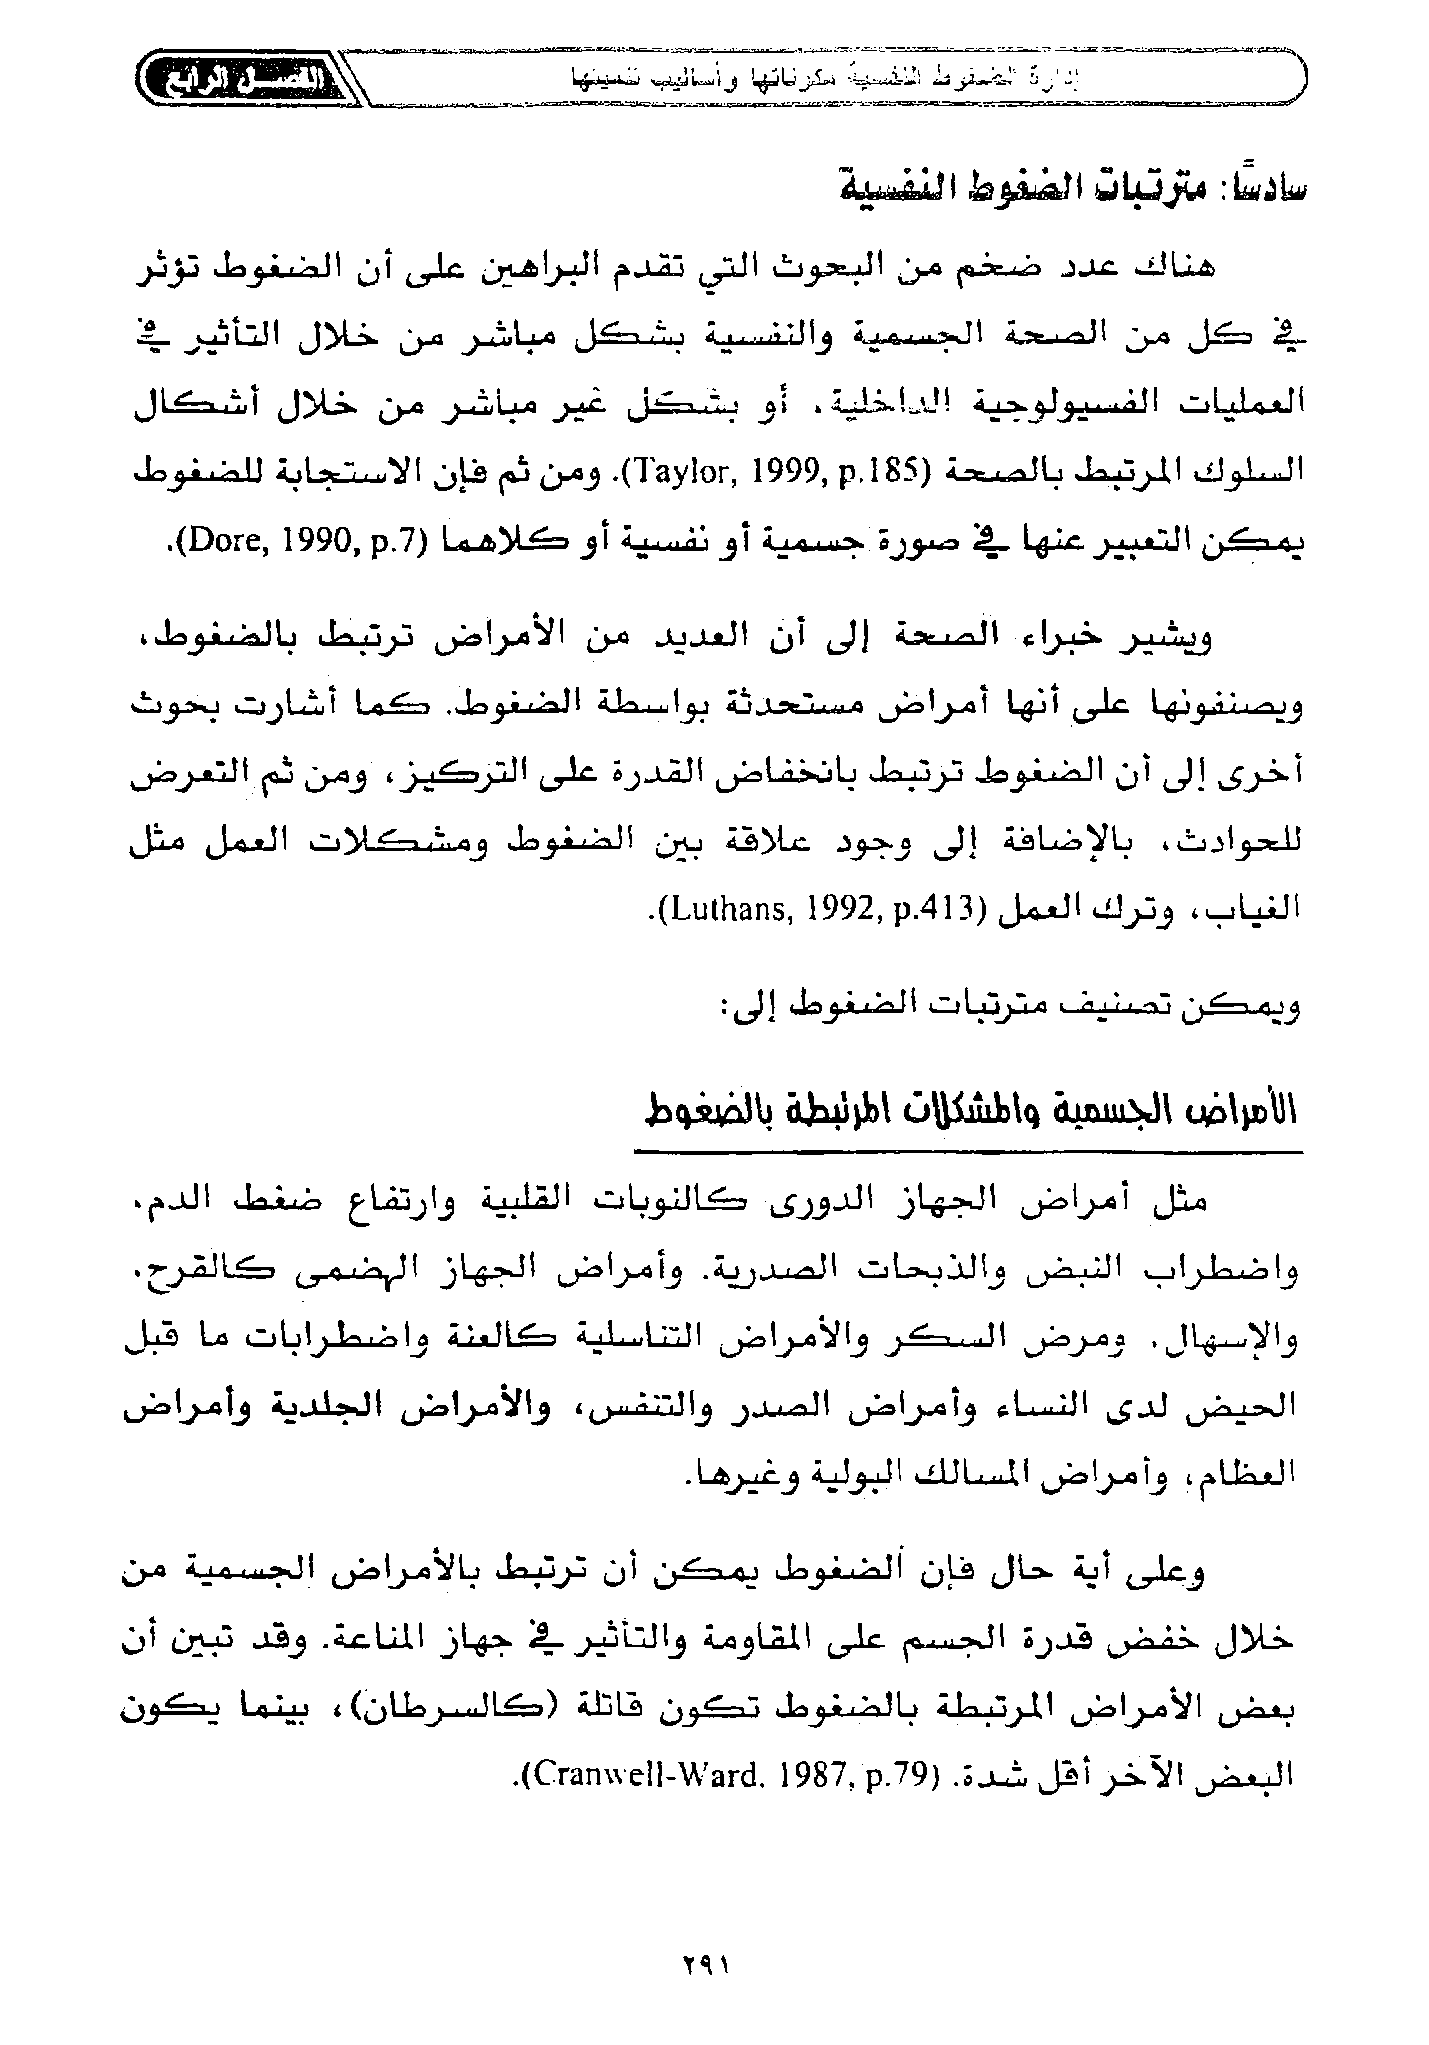 الفصل الرابع
إدارة الضغوط النفسية مكوناتها وأساليب تنميتها
سادسًا: مترتبات الضغوط النفسية
هناك عدد ضخم من البحوث التي تقدم البراهين على أن الضغوط تؤثر
في كل من الصحة الجسمية والنفسية بشكل مباشر من خلال التأثير في
العمليات الفسيولوجية الداخلية، أو بشكل غير مباشر من خلال أشكال
السلوك المرتبط بالصحة (Taylor, 1999, p.185). ومن ثم فإن الاستجابة للضغوط
يمكن التعبير عنها في صورة جسمية أو نفسية أو كلاهما (Dore, 1990, p.7).
ويشير خبراء الصحة إلى أن العديد من الأمراض ترتبط بالضغوط،
ويصنفونها على أنها أمراض مستحدثة بواسطة الضغوط. كما أشارت بحوث
أخرى إلى أن الضغوط ترتبط بانخفاض القدرة على التركيز، ومن ثم التعرض
للحوادث، بالإضافة إلى وجود علاقة بين الضغوط ومشكلات العمل مثل
الغياب، وترك العمل (Luthans, 1992, p.413).
ويمكن تصنيف مترتبات الضغوط إلى:
الأمراض الجسمية والمشكلات المرتبطة بالضغوط
مثل أمراض الجهاز الدورى كالنوبات القلبية وارتفاع ضغط الدم،
واضطراب النبض والذبحات الصدرية. وأمراض الجهاز الهضمى كالقرح،
والإسهال، ومرض السكر والأمراض التناسلية كالعنة واضطرابات ما قبل
الحيض لدى النساء وأمراض الصدر والتنفس، والأمراض الجلدية وأمراض
العظام، وأمراض المسالك البولية وغيرها.
وعلى أية حال فإن الضغوط يمكن أن ترتبط بالأمراض الجسمية من
خلال خفض قدرة الجسم على المقاومة والتأثير في جهاز المناعة. وقد تبين أن
بعض الأمراض المرتبطة بالضغوط تكون قاتلة (كالسرطان)، بينما يكون
البعض الآخر أقل شدة. (Cranwell-Ward. 1987, p.79).
٢٩١